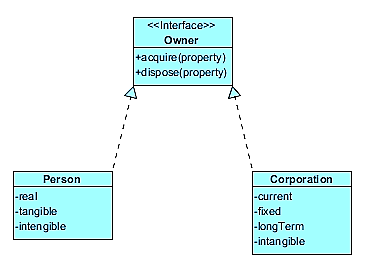 <<Interface>>
Owner
+acquire(property)
+dispose(property)
Person
-real
-tangible
-intengible
Corporation
-current
-fixed
-longTerm
-intangible